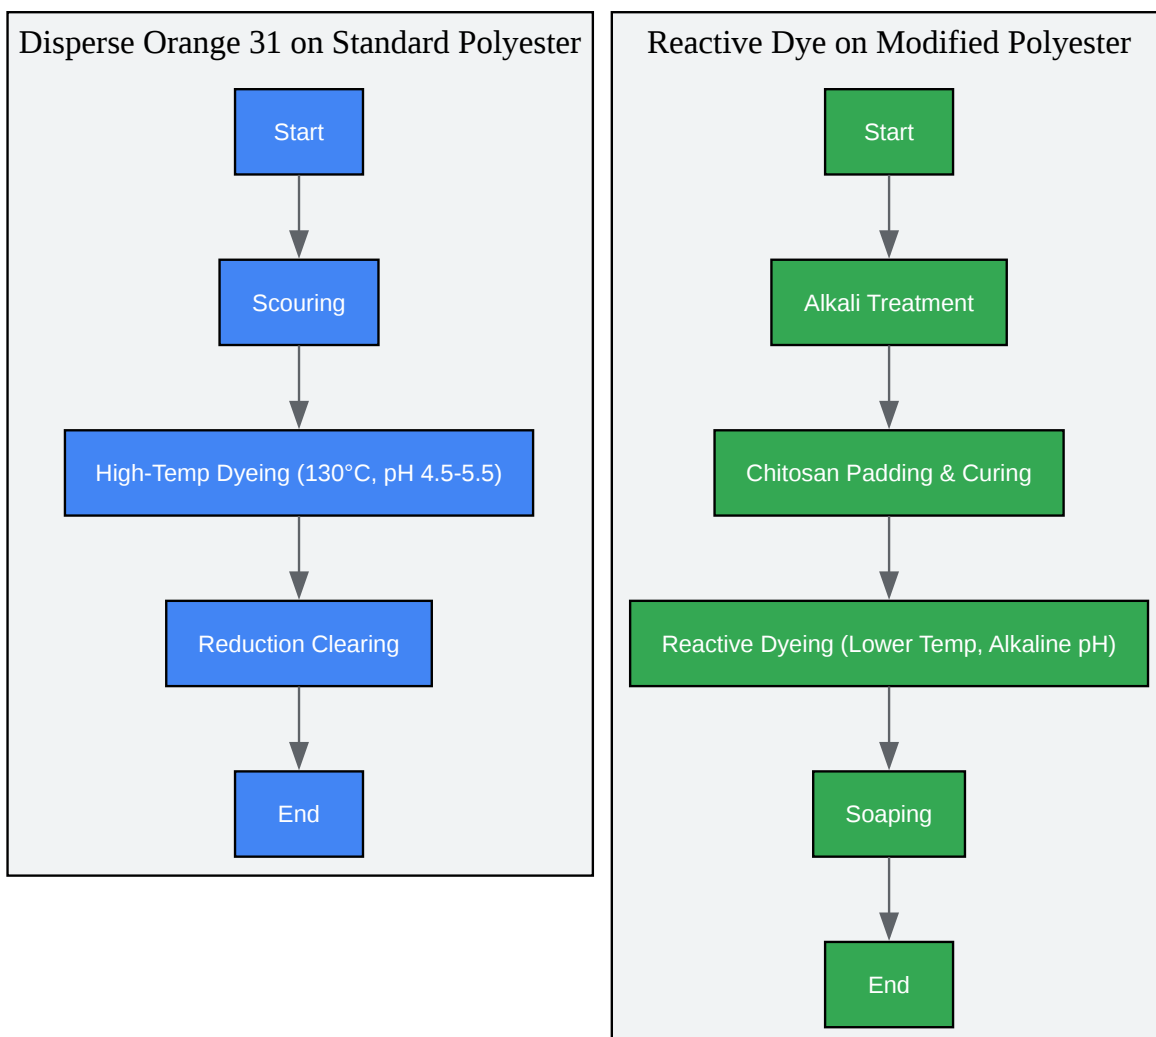 Disperse Orange 31 on Standard Polyester
Start
Scouring
High-Temp Dyeing (130°C, pH 4.5-5.5)
Reduction Clearing
End
Reactive Dye on Modified Polyester
Start
Alkali Treatment
Chitosan Padding & Curing
Reactive Dyeing (Lower Temp, Alkaline pH)
Soaping
End